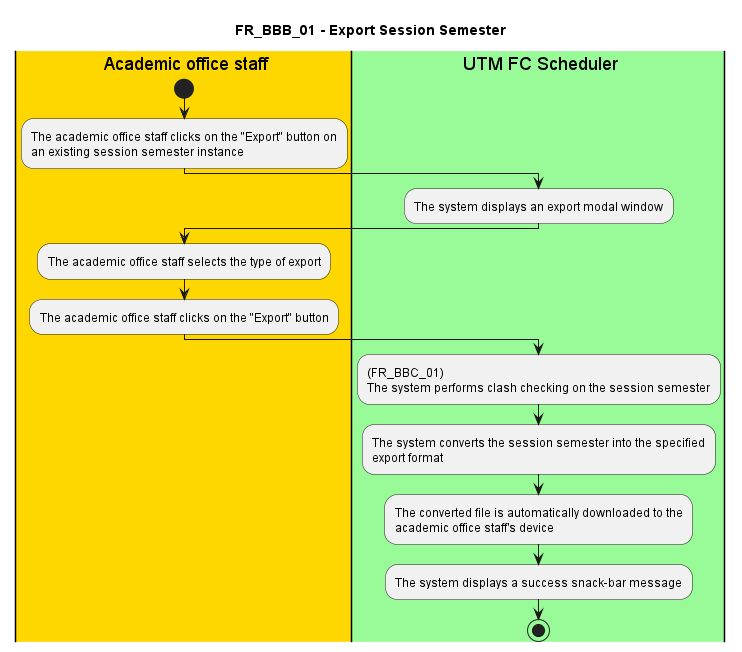 FR_BBB_01 - Export Session Semester
Academic office staff
UTM FC Scheduler
The academic office staff clicks on the "Export" button on
an existing session semester instance
The system displays an export modal window
The academic office staff selects the type of export
The academic office staff clicks on the "Export" button
(FR_BBC_01)
The system performs clash checking on the session semester
The system converts the session semester into the specified
export format
The converted file is automatically downloaded to the
academic office staff's device
The system displays a success snack-bar message